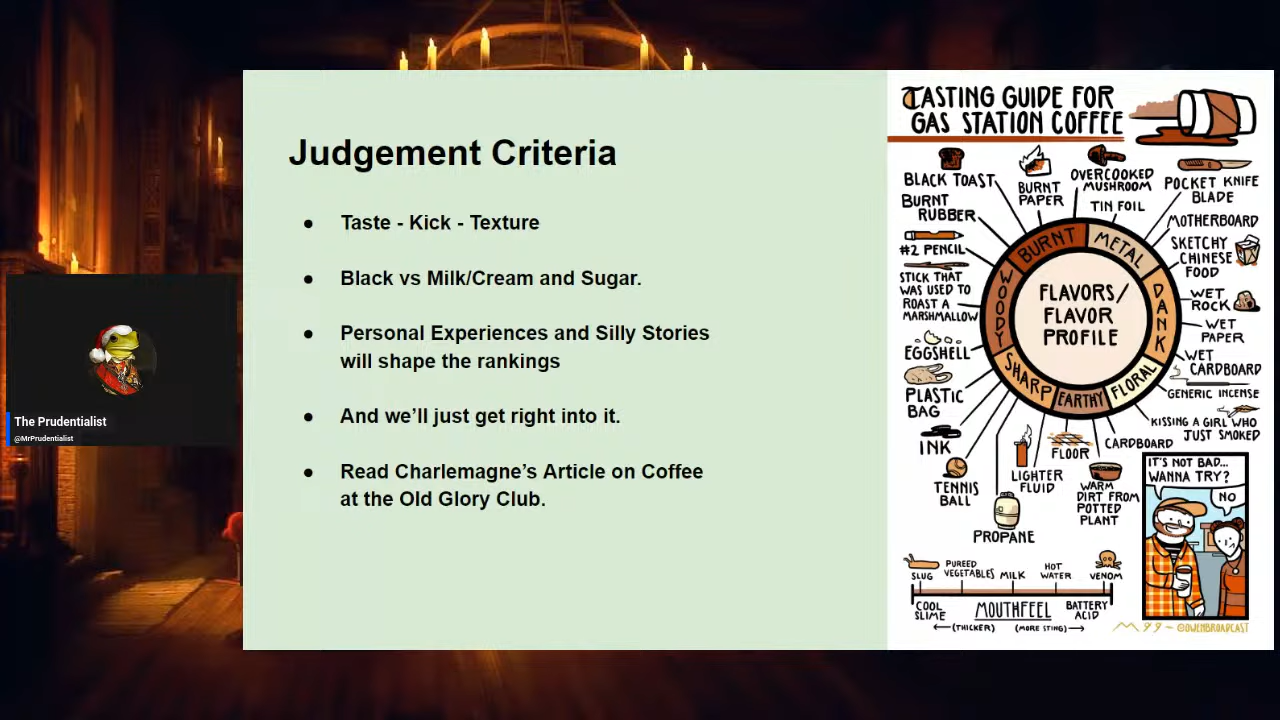 Judgement Criteria
● Taste - Kick - Texture
● Black vs Milk/Cream and Sugar.
● Personal Experiences and Silly Stories
will shape the rankings
● And we'll just get right into it.
● Read Charlemagne's Article on Coffee
at the Old Glory Club.
The Prudentialist
@MrPrudentialist
TASTING GUIDE FOR
GAS STATION COFFEE
BLACK TOAST
BURNT
PAPER
OVERCOOKED
MUSHROOM
POCKET KNIFE
BLADE
BURNT
RUBBER
TIN FOIL
MOTHERBOARD
#2 PENCIL
SKETCHY
CHINESE
FOOD
STICK THAT
WAS USED TO
ROAST A
MARSHMALLOW
WET
ROCK
WET
PAPER
EGGSHELL
WET
CARDBOARD
PLASTIC
BAG
GENERIC INCENSE
KISSING A GIRL WHO
JUST SMOKED
INK
CARDBOARD
FLOOR
TENNIS
BALL
LIGHTER
FLUID
WARM
DIRT FROM
POTTED
PLANT
PROPANE
BURNT
METAL
WOODY
DANK
SHARP
EARTHY
FLORAL
FLAVORS/
FLAVOR
PROFILE
IT'S NOT BAD...
WANNA TRY?
NO
SLUG
PUREED
VEGETABLES
MILK
HOT
WATER
VENOM
COOL
SLIME
MOUTHFEEL
BATTERY
ACID
(THICKER)
(MORE STING)
@OWENBROADCAST